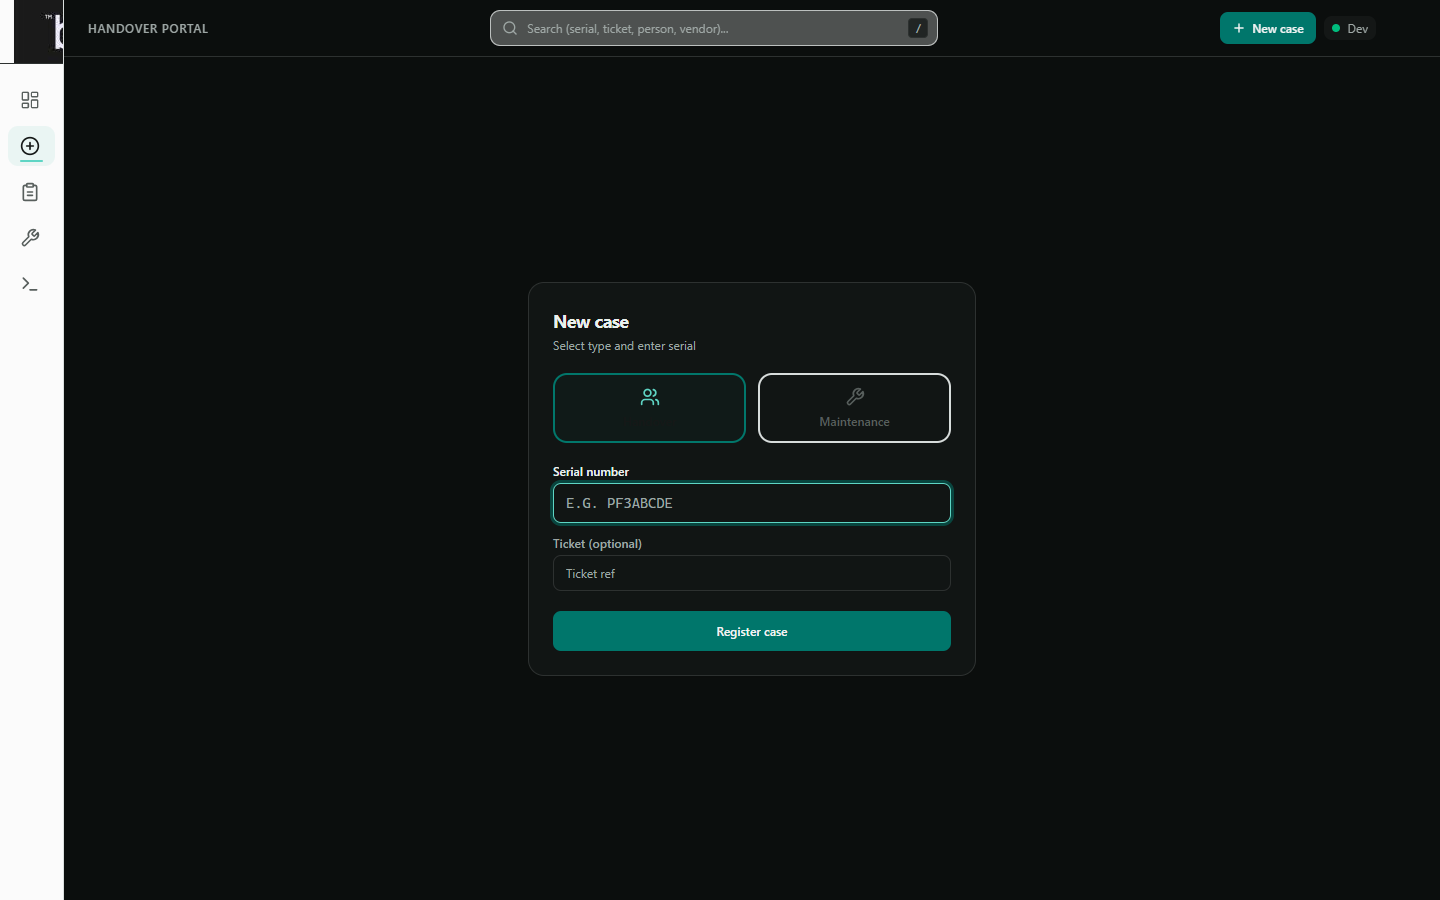 ™b
HANDOVER PORTAL
Search (serial, ticket, person, vendor)...
/
New case
Dev
New case
Select type and enter serial
Maintenance
Serial number
E.G. PF3ABCDE
Ticket (optional)
Ticket ref
Register case